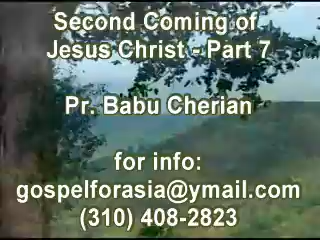 Second Coming of
Jesus Christ - Part 7
Pr. Babu Cherian
for info:
gospelforasia@ymail.com
(310) 408-2823